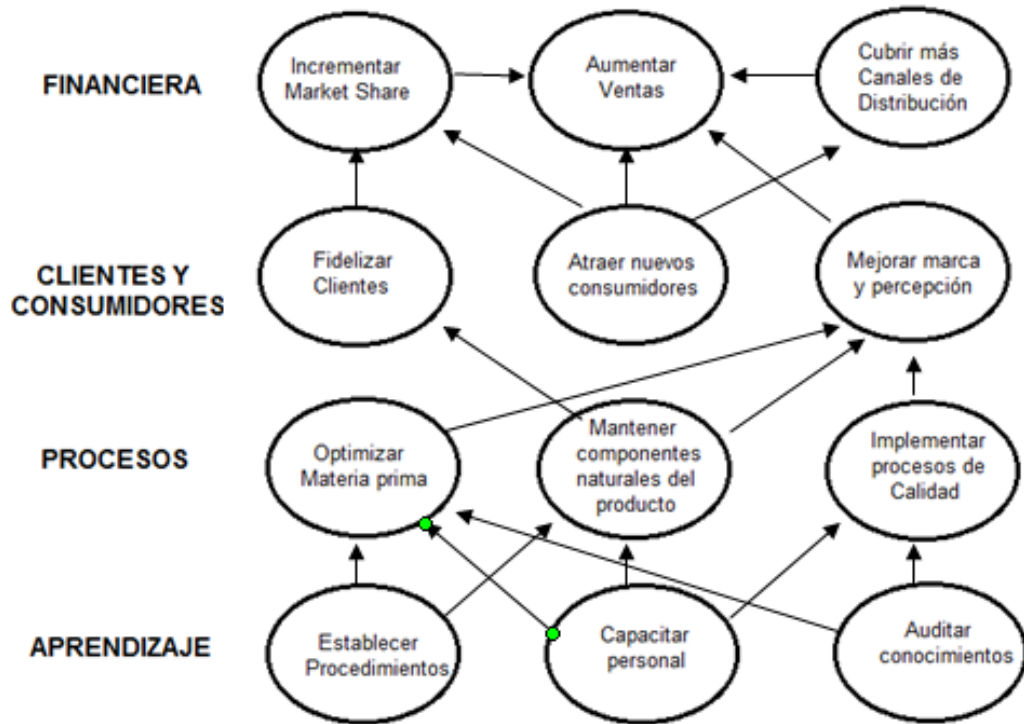 FINANCIERA
Incrementar
Market Share
Aumentar
Ventas
Cubrir más
Canales de
Distribución
CLIENTES Y
CONSUMIDORES
Fidelizar
Clientes
Atraer nuevos
consumidores
Mejorar marca
y percepción
PROCESOS
Optimizar
Materia prima
Mantener
componentes
naturales del
producto
Implementar
procesos de
Calidad
APRENDIZAJE
Establecer
Procedimientos
Capacitar
personal
Auditar
conocimientos